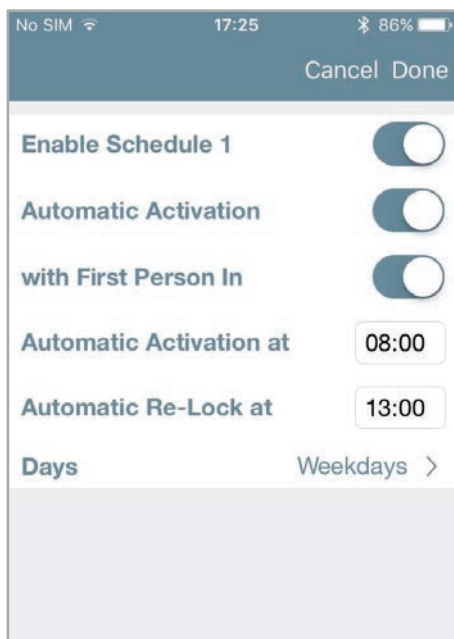 No SIM 17:25 86%
Cancel Done
Enable Schedule 1
Automatic Activation
with First Person In
Automatic Activation at 08:00
Automatic Re-Lock at 13:00
Days Weekdays >